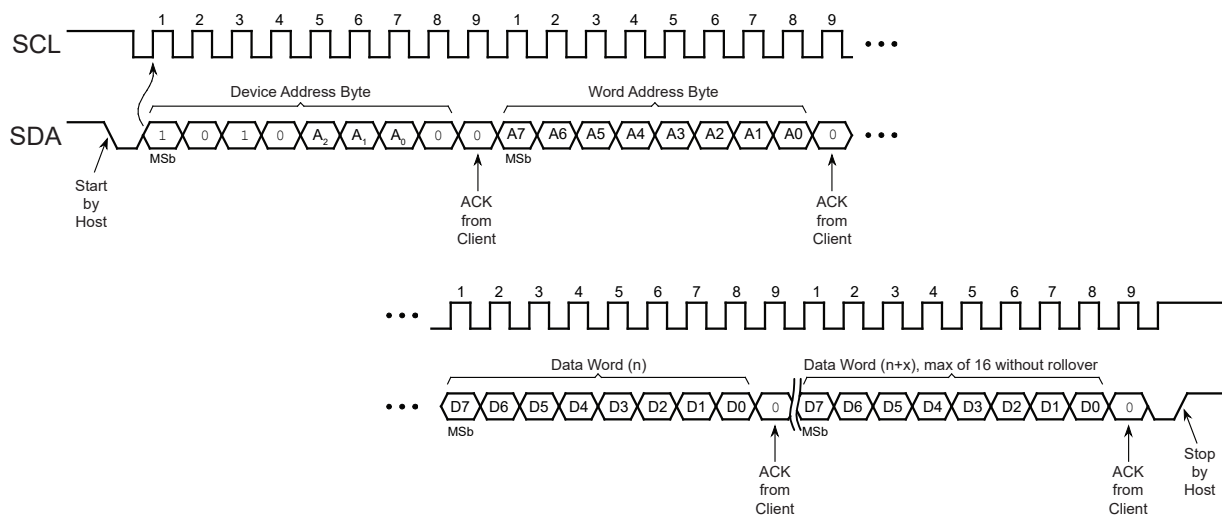 1 2 3 4 5 6 7 8 9 1 2 3 4 5 6 7 8 9
SCL
Device Address Byte Word Address Byte
SDA 1 0 1 0 A₂ A₁ A₀ 0 0 A7 A6 A5 A4 A3 A2 A1 A0 0
MSb MSb
Start
by
Host
ACK
from
Client
ACK
from
Client
1 2 3 4 5 6 7 8 9 1 2 3 4 5 6 7 8 9
Data Word (n) Data Word (n+x), max of 16 without rollover
D7 D6 D5 D4 D3 D2 D1 D0 0 D7 D6 D5 D4 D3 D2 D1 D0 0
MSb MSb
ACK
from
Client
ACK
from
Client
Stop
by
Host